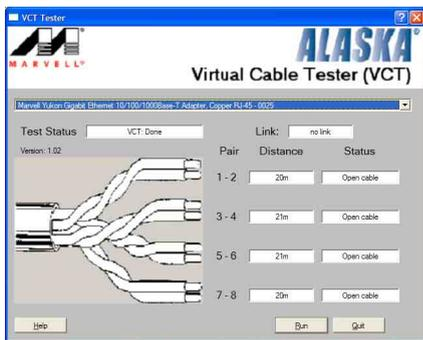 VCT Tester
MARVELL®
ALASKA®
Virtual Cable Tester (VCT)
Marvell Yukon Gigabit Ethernet 10/100/1000Base-T Adapter, Copper RJ-45 - 0025
Test Status VCT: Done Link: no link
Version: 1.02 Pair Distance Status
1 - 2 20m Open cable
3 - 4 21m Open cable
5 - 6 21m Open cable
7 - 8 20m Open cable
Help Run Quit